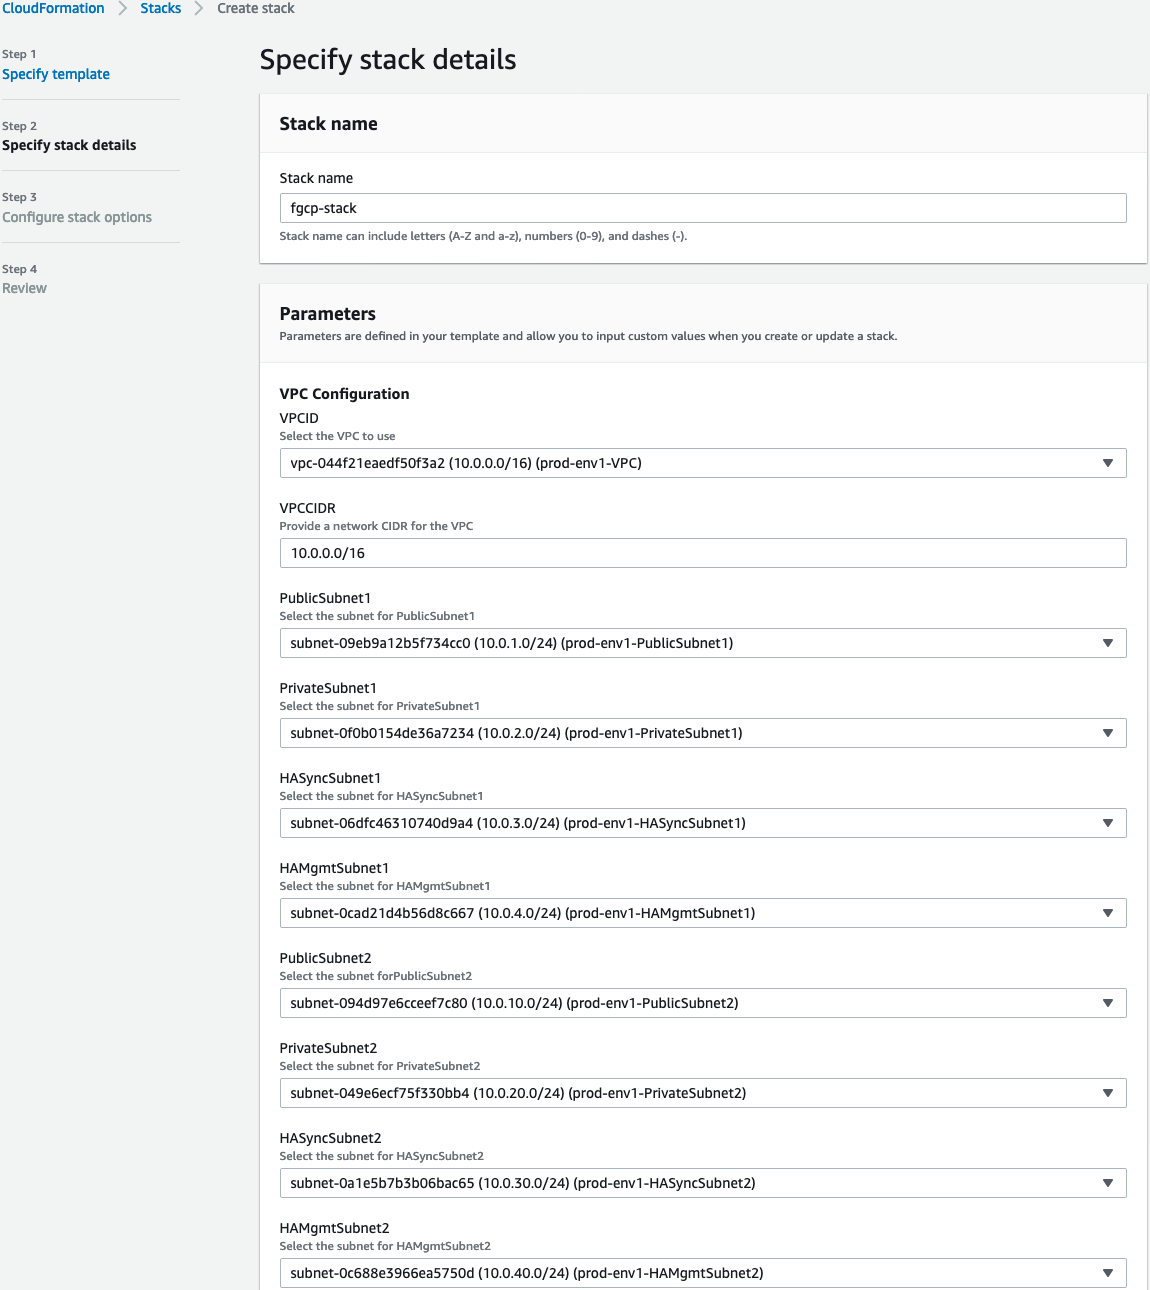 CloudFormation > Stacks > Create stack
Step 1
Specify template
Step 2
Specify stack details
Step 3
Configure stack options
Step 4
Review
Specify stack details
Stack name
Stack name
fgcp-stack
Stack name can include letters (A-Z and a-z), numbers (0-9), and dashes (-).
Parameters
Parameters are defined in your template and allow you to input custom values when you create or update a stack.
VPC Configuration
VPCID
Select the VPC to use
vpc-044f21eaedf50f3a2 (10.0.0.0/16) (prod-env1-VPC)
VPCCIDR
Provide a network CIDR for the VPC
10.0.0.0/16
PublicSubnet1
Select the subnet for PublicSubnet1
subnet-09eb9a12b5f734cc0 (10.0.1.0/24) (prod-env1-PublicSubnet1)
PrivateSubnet1
Select the subnet for PrivateSubnet1
subnet-0f0b0154de36a7234 (10.0.2.0/24) (prod-env1-PrivateSubnet1)
HASyncSubnet1
Select the subnet for HASyncSubnet1
subnet-06dfc46310740d9a4 (10.0.3.0/24) (prod-env1-HASyncSubnet1)
HAMgmtSubnet1
Select the subnet for HAMgmtSubnet1
subnet-0cad21d4b56d8c667 (10.0.4.0/24) (prod-env1-HAMgmtSubnet1)
PublicSubnet2
Select the subnet forPublicSubnet2
subnet-094d97e6cceef7c80 (10.0.10.0/24) (prod-env1-PublicSubnet2)
PrivateSubnet2
Select the subnet for PrivateSubnet2
subnet-049e6ecf75f330bb4 (10.0.20.0/24) (prod-env1-PrivateSubnet2)
HASyncSubnet2
Select the subnet for HASyncSubnet2
subnet-0a1e5b7b3b06bac65 (10.0.30.0/24) (prod-env1-HASyncSubnet2)
HAMgmtSubnet2
Select the subnet for HAMgmtSubnet2
subnet-0c688e3966ea5750d (10.0.40.0/24) (prod-env1-HAMgmtSubnet2)